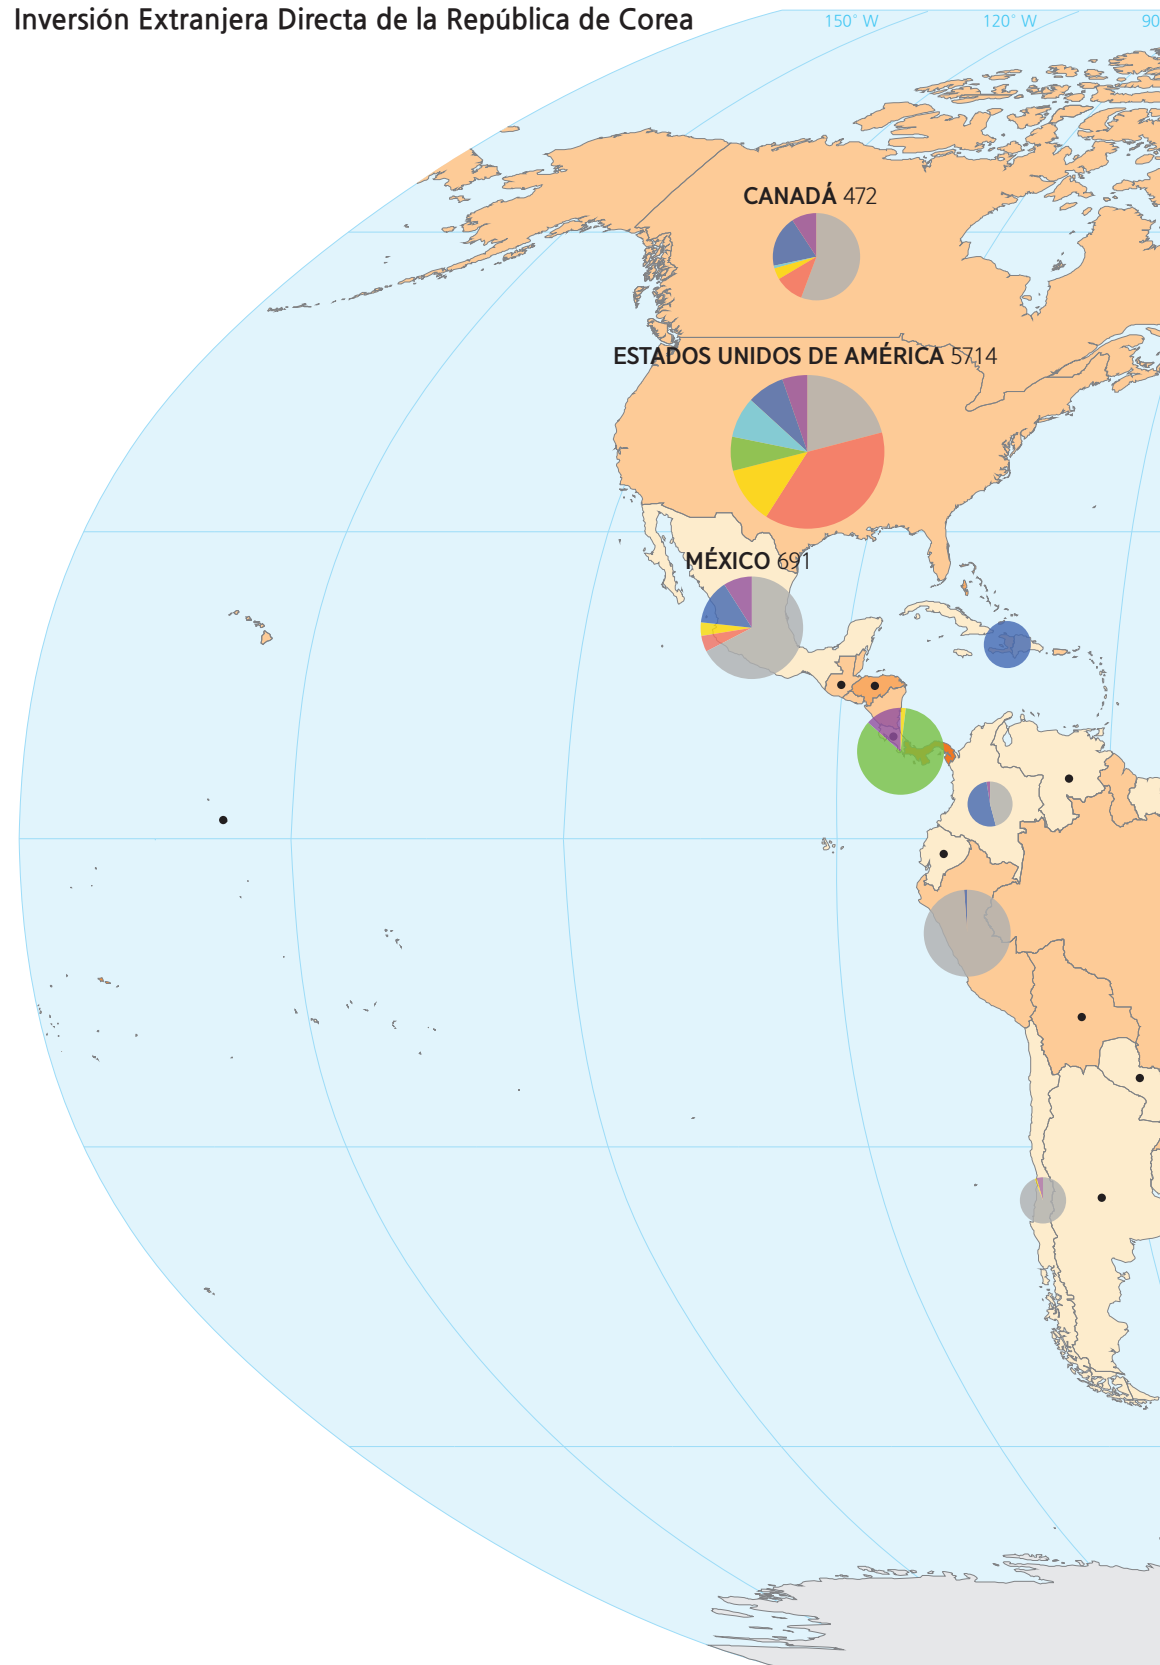 Inversión Extranjera Directa de la República de Corea
150° W
120° W
90
CANADÁ 472
ESTADOS UNIDOS DE AMÉRICA 5714
MÉXICO 691